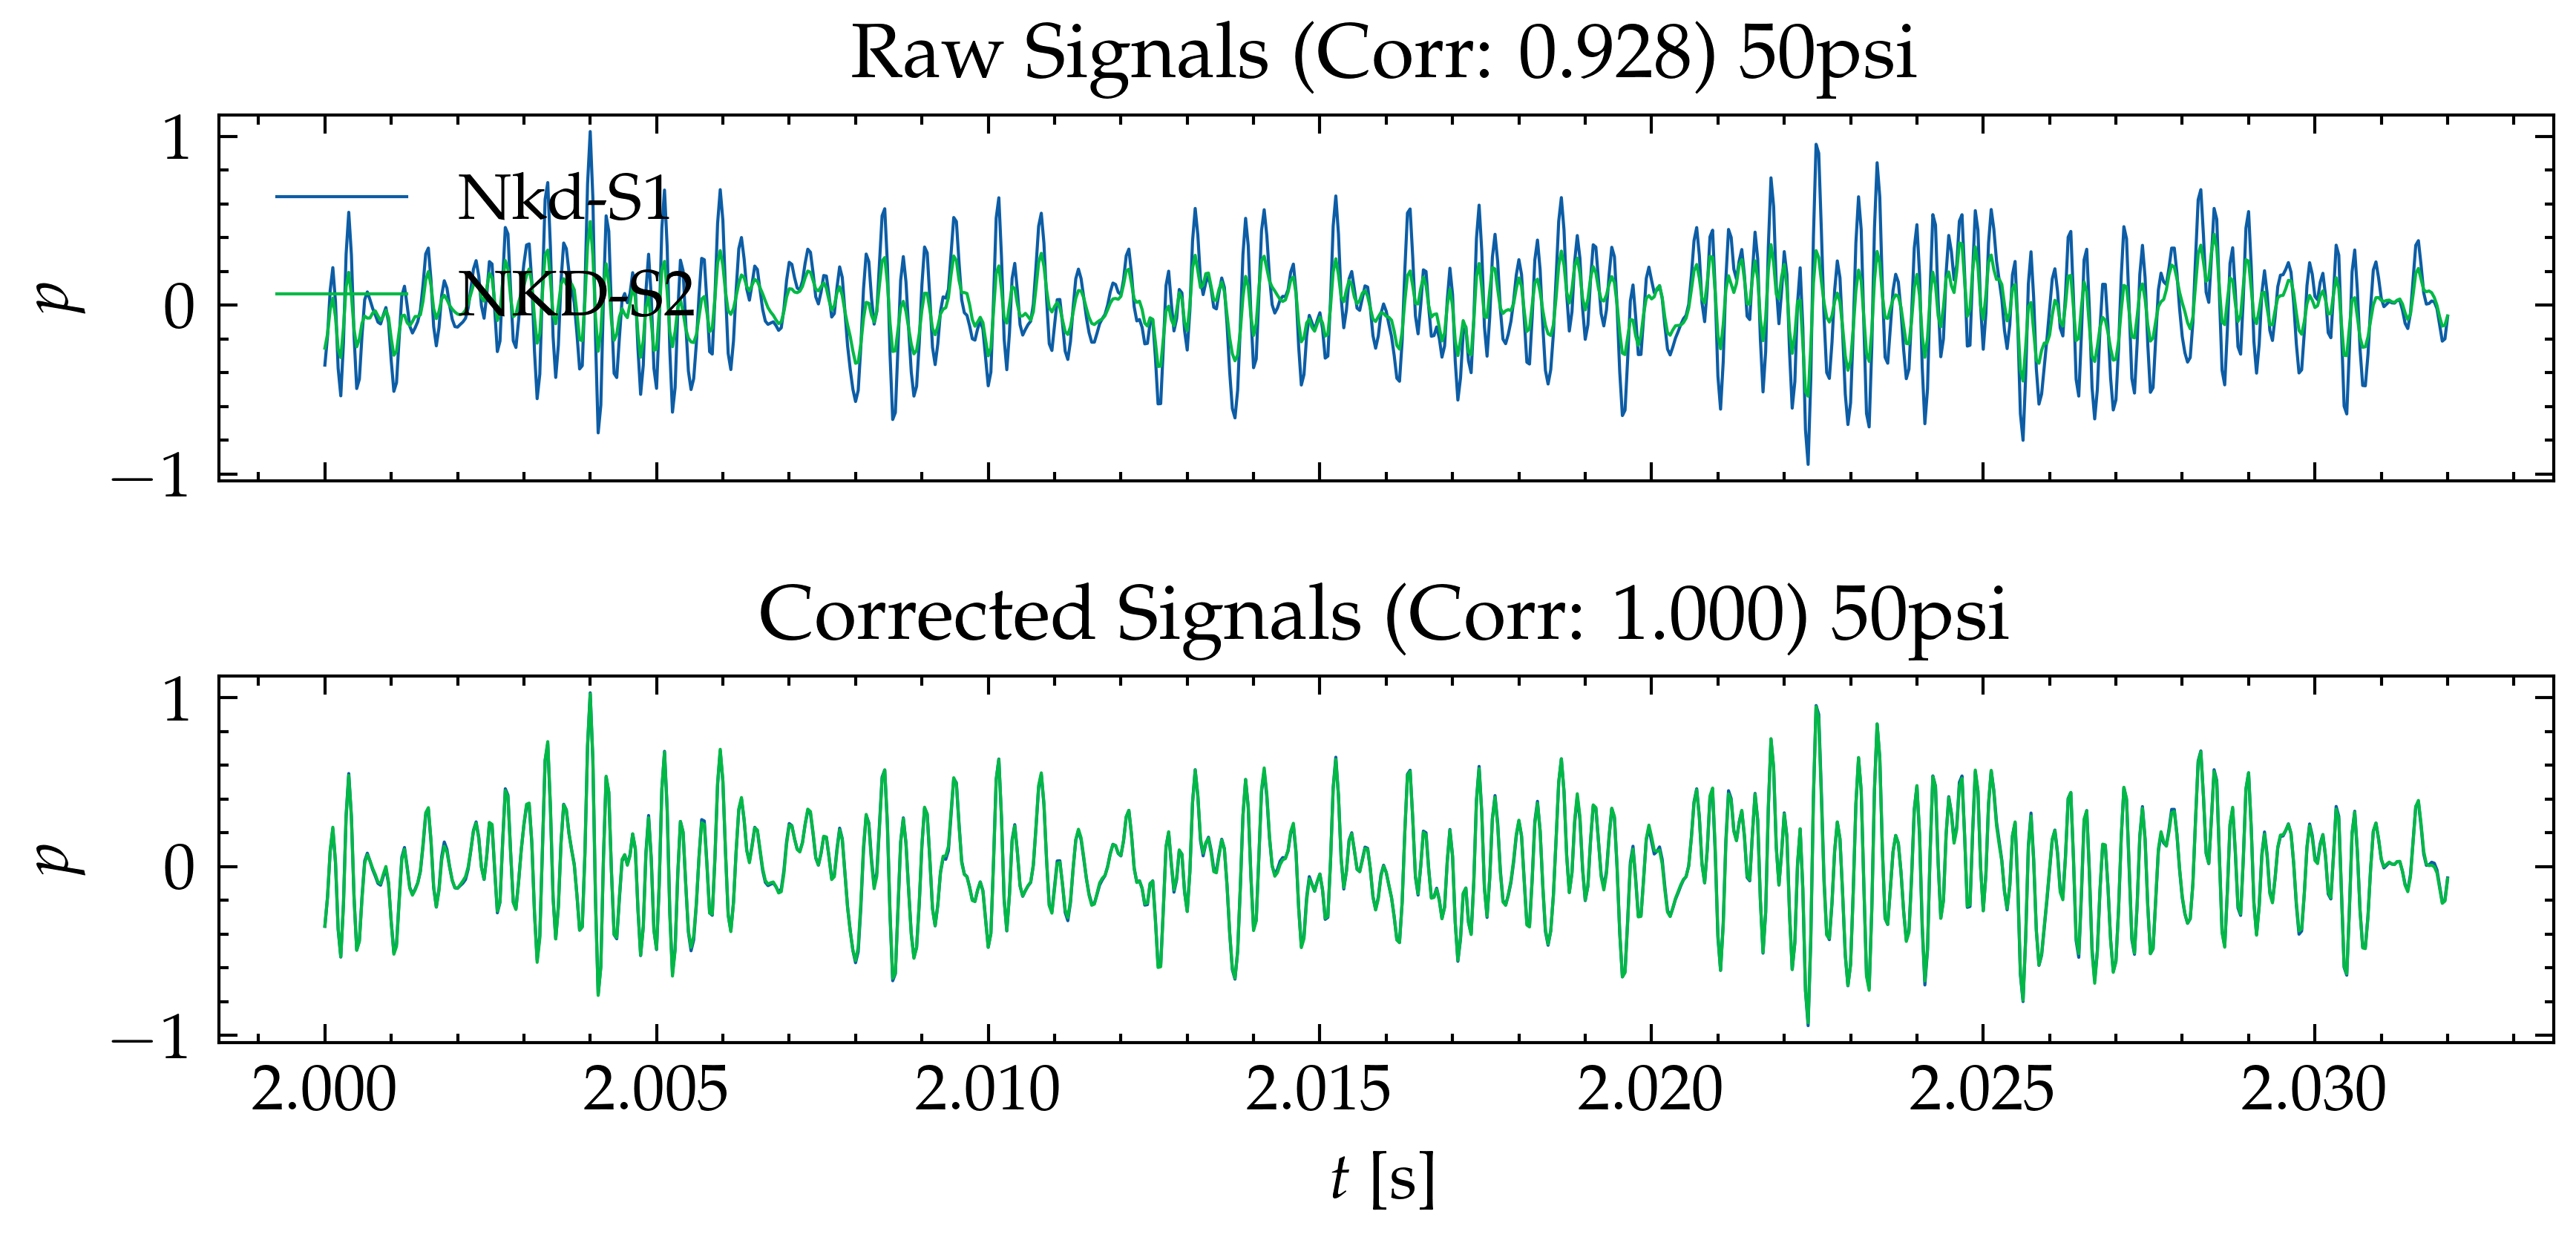 Raw Signals (Corr: 0.928) 50psi
1
Nkd-S1
p
0
NKD-S2
−1
Corrected Signals (Corr: 1.000) 50psi
1
p
0
−1
2.000 2.005 2.010 2.015 2.020 2.025 2.030
t [s]